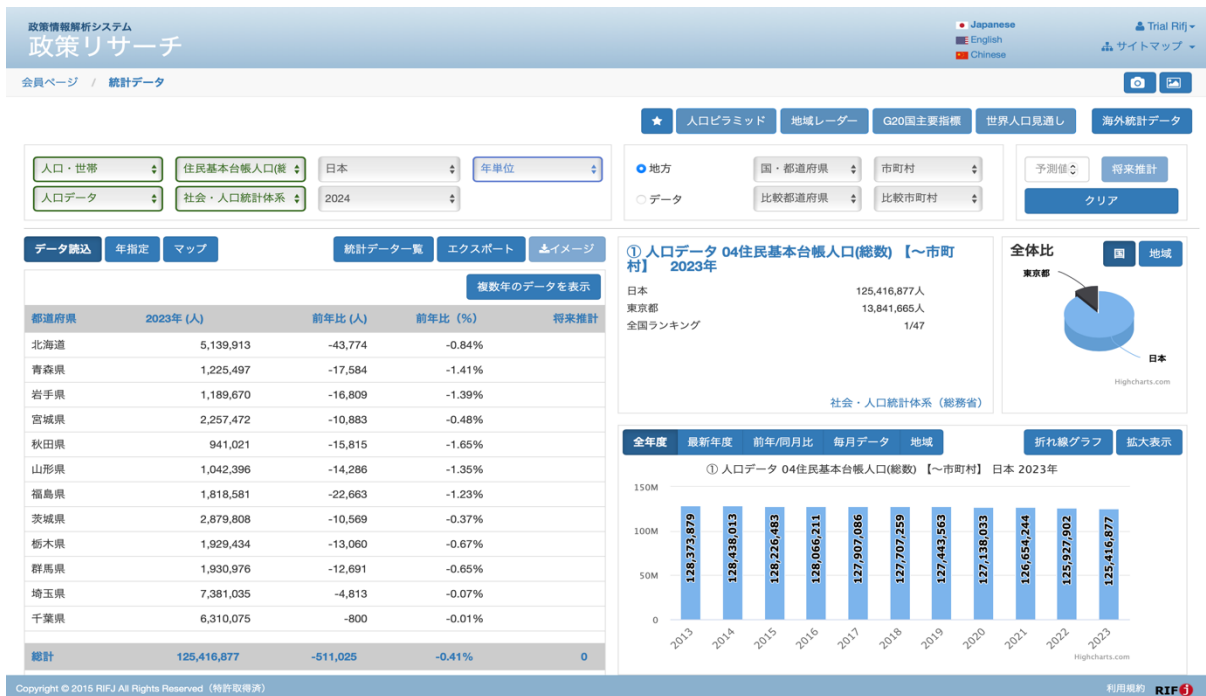 政策情報解析システム
政策リサーチ
Japanese
English
Chinese
Trial Rifj
サイトマップ
会員ページ / 統計データ
人口ピラミッド 地域レーダー G20国主要指標 世界人口見通し 海外統計データ
人口・世帯 住民基本台帳人口(総 日本 年単位
人口データ 社会・人口統計体系 2024
地方 国・都道府県 市町村
データ 比較都道府県 比較市町村
予測値 将来推計
クリア
データ読込 年指定 マップ 統計データ一覧 エクスポート イメージ
複数年のデータを表示
都道府県 2023年 (人) 前年比 (人) 前年比（%） 将来推計
北海道 5,139,913 -43,774 -0.84%
青森県 1,225,497 -17,584 -1.41%
岩手県 1,189,670 -16,809 -1.39%
宮城県 2,257,472 -10,883 -0.48%
秋田県 941,021 -15,815 -1.65%
山形県 1,042,396 -14,286 -1.35%
福島県 1,818,581 -22,663 -1.23%
茨城県 2,879,808 -10,569 -0.37%
栃木県 1,929,434 -13,060 -0.67%
群馬県 1,930,976 -12,691 -0.65%
埼玉県 7,381,035 -4,813 -0.07%
千葉県 6,310,075 -800 -0.01%
総計 125,416,877 -511,025 -0.41% 0
① 人口データ 04住民基本台帳人口(総数) 【～市町
村】 2023年
日本 125,416,877人
東京都 13,841,665人
全国ランキング 1/47
社会・人口統計体系（総務省）
全体比 国 地域
東京都
日本
Highcharts.com
全年度 最新年度 前年/同月比 毎月データ 地域 折れ線グラフ 拡大表示
① 人口データ 04住民基本台帳人口(総数) 【～市町村】 日本 2023年
150M
100M
50M
0
128,373,879 128,438,013 128,226,483 128,066,211 127,907,086 127,707,259 127,443,563 127,138,033 126,654,244 125,927,902 125,416,877
2013 2014 2015 2016 2017 2018 2019 2020 2021 2022 2023
Highcharts.com
Copyright © 2015 RIFJ All Rights Reserved（特許取得済）
利用規約 RIFJ